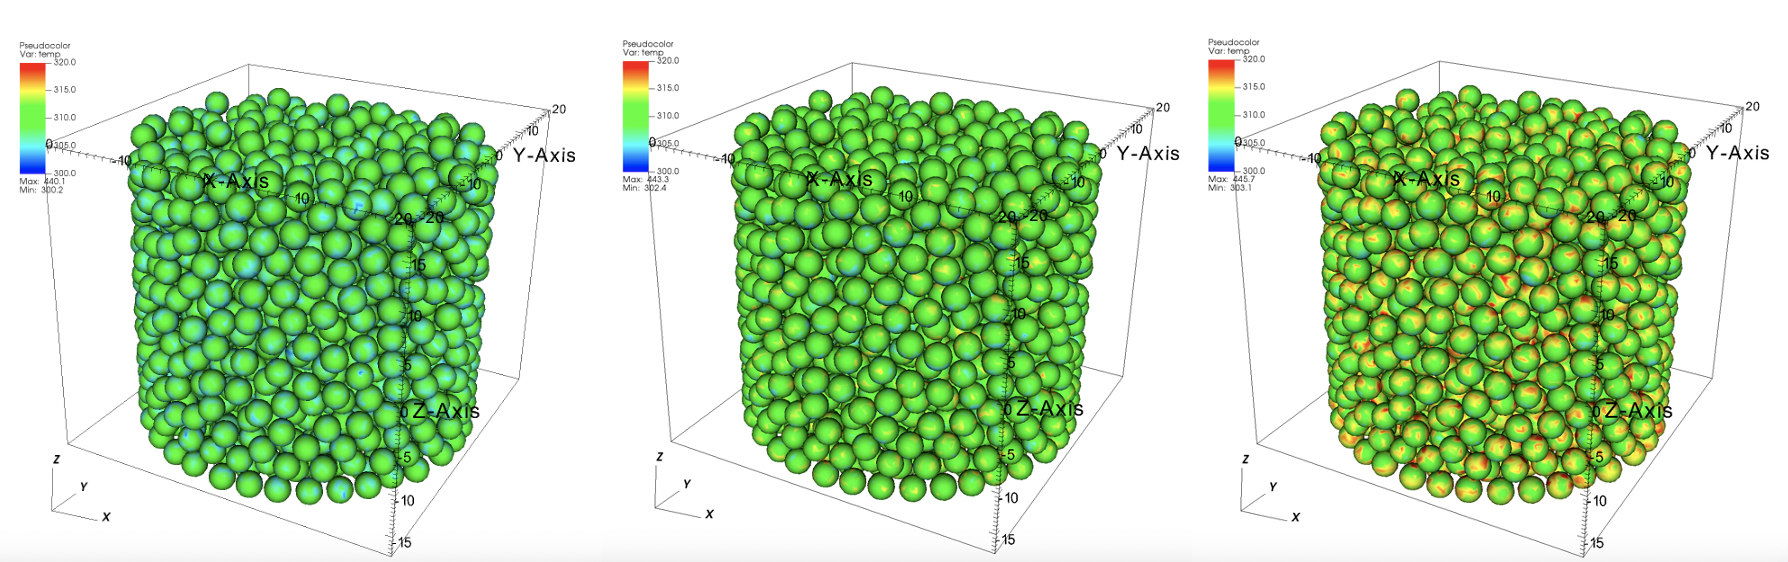 Pseudocolor
Var: temp
320.0
315.0
310.0
305.0
300.0
Max: 440.1
Min: 300.2
20
10
0
Y-Axis
-10
-20
0
-10
X-Axis
10
20
15
10
5
0
Z-Axis
-5
-10
-15
Z
Y
X
Pseudocolor
Var: temp
320.0
315.0
310.0
305.0
300.0
Max: 443.3
Min: 302.4
20
10
0
Y-Axis
-10
-20
0
-10
X-Axis
10
20
15
10
5
0
Z-Axis
-5
-10
-15
Z
Y
X
Pseudocolor
Var: temp
320.0
315.0
310.0
305.0
300.0
Max: 445.7
Min: 303.1
20
10
0
Y-Axis
-10
-20
0
-10
X-Axis
10
20
15
10
5
0
Z-Axis
-5
-10
-15
Z
Y
X